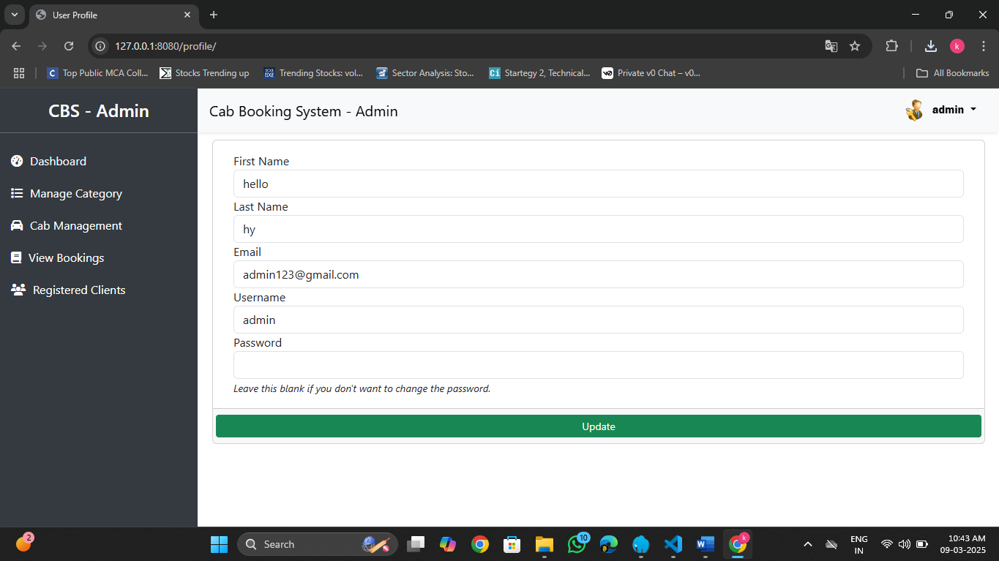 User Profile
127.0.0.1:8080/profile/
k
C Top Public MCA Coll... Stocks Trending up Trending Stocks: vol... Sector Analysis: Sto... Ci Startegy 2, Technical... v0 Private v0 Chat – v0... All Bookmarks
CBS - Admin
Cab Booking System - Admin
admin
Dashboard
Manage Category
Cab Management
View Bookings
Registered Clients
First Name
hello
Last Name
hy
Email
admin123@gmail.com
Username
admin
Password
Leave this blank if you don't want to change the password.
Update
2
Search
10
W
k
ENG
IN
10:43 AM
09-03-2025